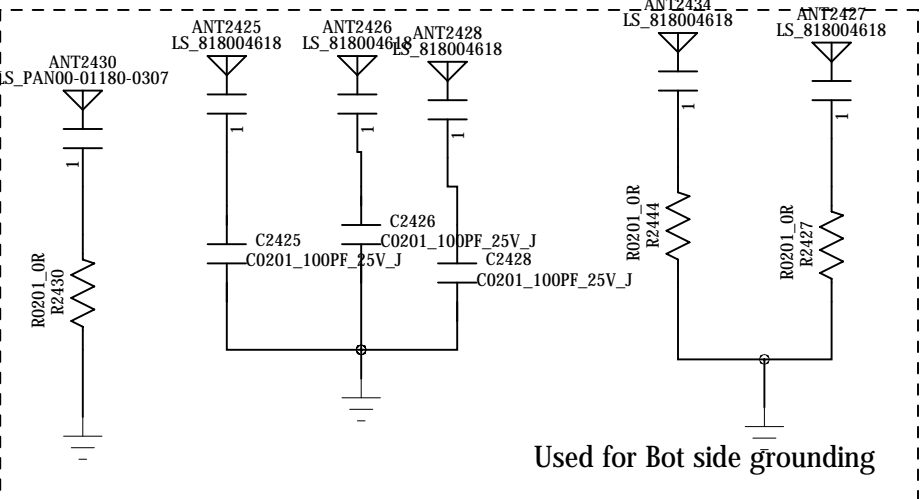 ANT2430
LS_PAN00-01180-0307
1
R0201_0R
R2430
ANT2425
LS_818004618
1
C2425
C0201_100PF_25V_J
ANT2426
LS_818004618
1
C2426
C0201_100PF_25V_J
ANT2428
LS_818004618
1
C2428
C0201_100PF_25V_J
ANT2434
LS_818004618
1
R0201_0R
R2444
ANT2427
LS_818004618
1
R0201_0R
R2427
Used for Bot side grounding